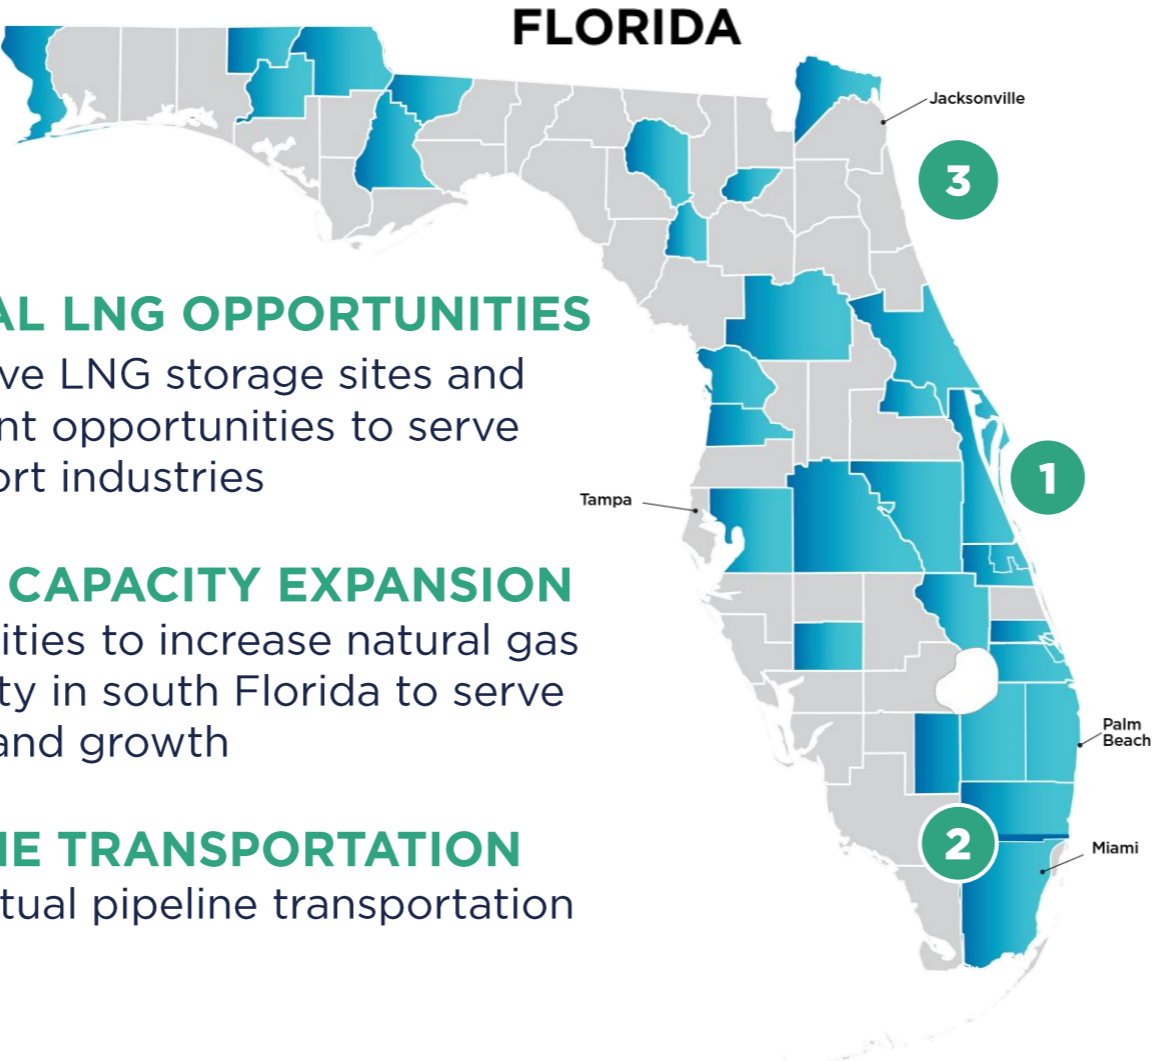 FLORIDA
Jacksonville
3
AL LNG OPPORTUNITIES
ve LNG storage sites and
nt opportunities to serve
ort industries
1
Tampa
CAPACITY EXPANSION
ities to increase natural gas
ty in south Florida to serve
and growth
Palm
Beach
NE TRANSPORTATION
tual pipeline transportation
2
Miami